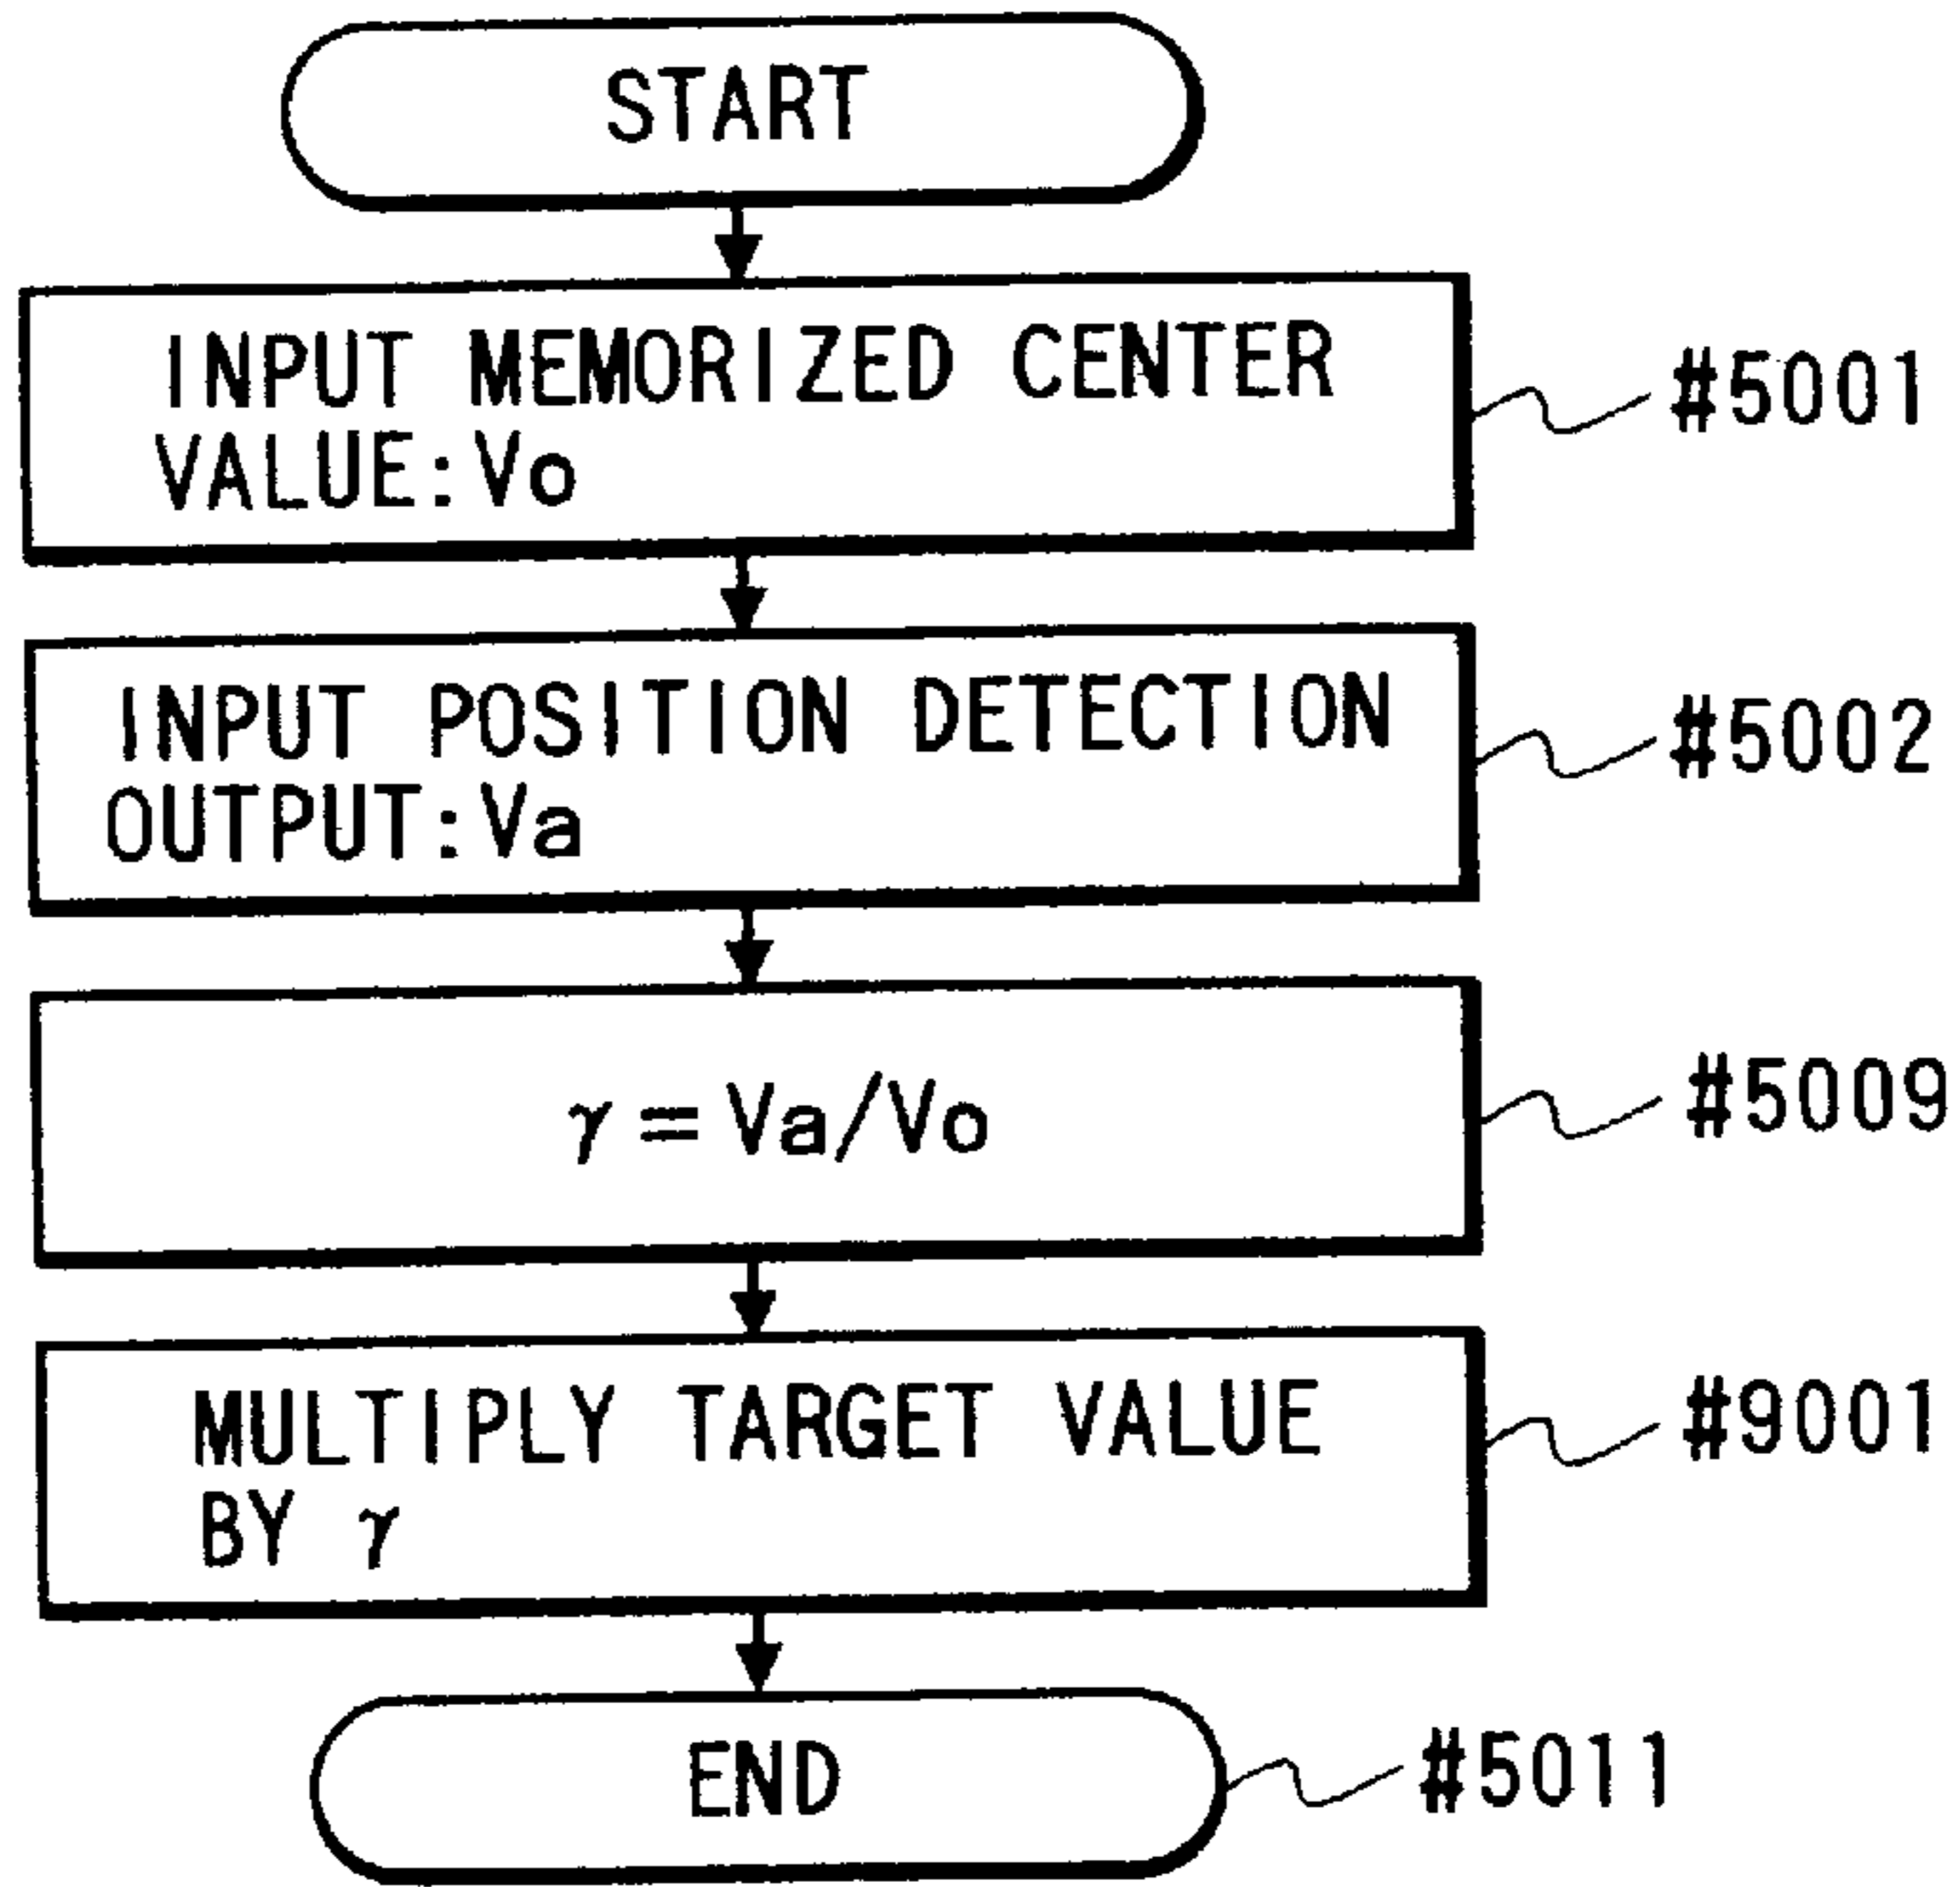 START
INPUT MEMORIZED CENTER
VALUE:Vo
#5001
INPUT POSITION DETECTION
OUTPUT:Va
#5002
γ=Va/Vo
#5009
MULTIPLY TARGET VALUE
BY γ
#9001
END
#5011